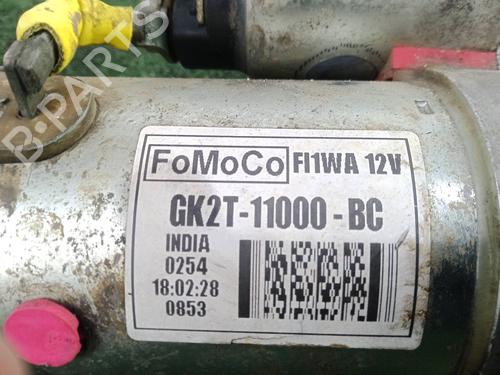 B-PARTS
FoMoCo FI1WA 12V
GK2T-11000-BC
INDIA
0254
18:02:28
0853